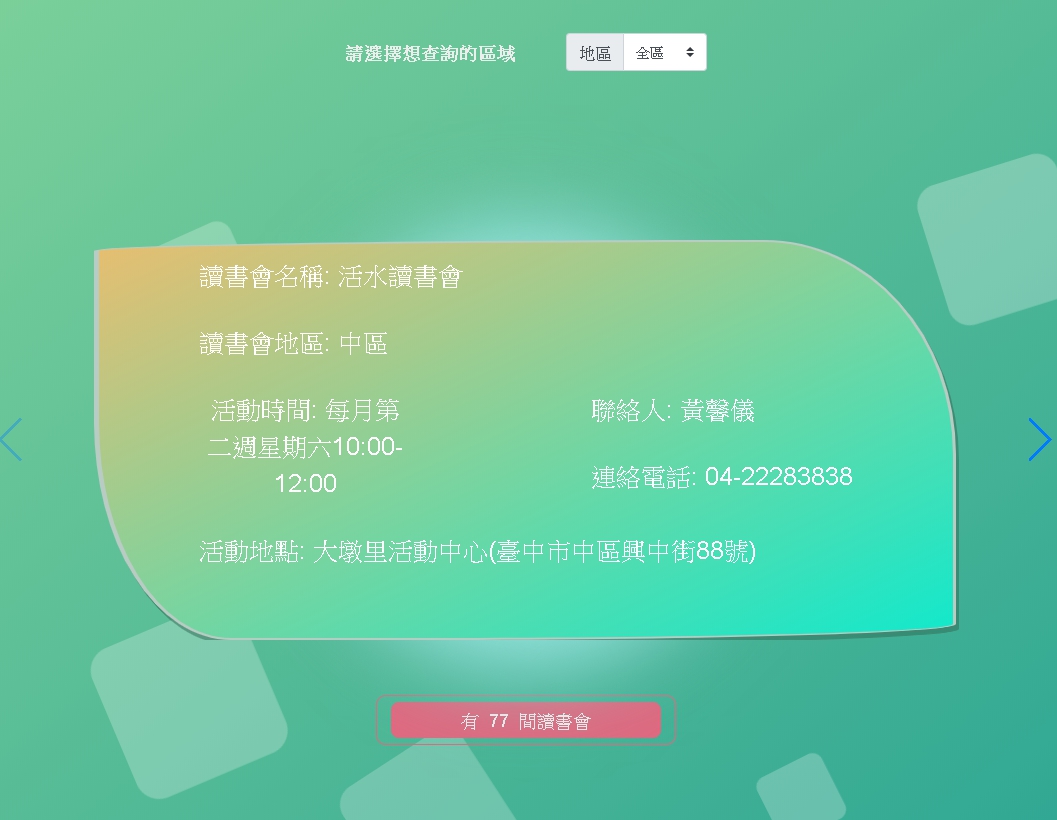 請選擇想查詢的區域
地區 全區
讀書會名稱: 活水讀書會
讀書會地區: 中區
活動時間: 每月第
二週星期六10:00-
12:00
聯絡人: 黃馨儀
連絡電話: 04-22283838
活動地點: 大墩里活動中心(臺中市中區興中街88號)
有 77 間讀書會